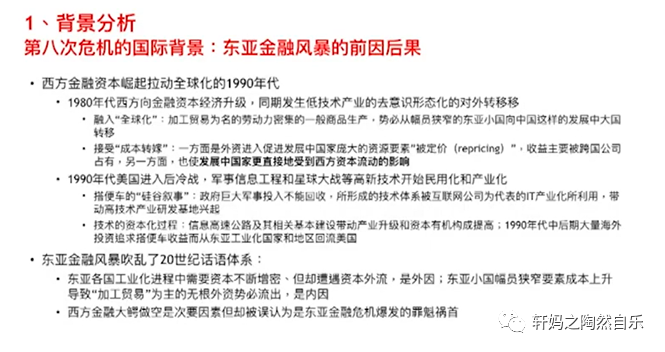 1、背景分析
第八次危机的国际背景：东亚金融风暴的前因后果
• 西方金融资本崛起拉动全球化的1990年代
• 1980年代西方向金融资本经济升级，同期发生低技术产业的去意识形态化的对外转移移
• 融入“全球化”：加工贸易为名的劳动力密集的一般商品生产，势必从幅员狭窄的东亚小国向中国这样的发展中大国
转移
• 接受“成本转嫁”：一方面是外资进入促进发展中国家庞大的资源要素“被定价（repricing）”，收益主要被跨国公司
占有，另一方面，也使发展中国家更直接地受到西方资本流动的影响
• 1990年代美国进入后冷战，军事信息工程和星球大战等高新技术开始民用化和产业化
• 搭便车的“硅谷叙事”：政府巨大军事投入不能回收，所形成的技术体系被互联网公司为代表的IT产业化所利用，带
动高技术产业研发基地兴起
• 技术的资本化过程：信息高速公路及其相关基本建设带动产业升级和资本有机构成提高；1990年代中后期大量海外
投资追求搭便车收益而从东亚工业化国家和地区回流美国
• 东亚金融风暴吹乱了20世纪话语体系：
• 东亚各国工业化进程中需要资本不断增密、但却遭遇资本外流，是外因；东亚小国幅员狭窄要素成本上升
导致“加工贸易”为主的无根外资势必流出，是内因
• 西方金融大鳄做空是次要因素但却被误认为是东亚金融危机爆发的罪魁祸首
轩妈之陶然自乐